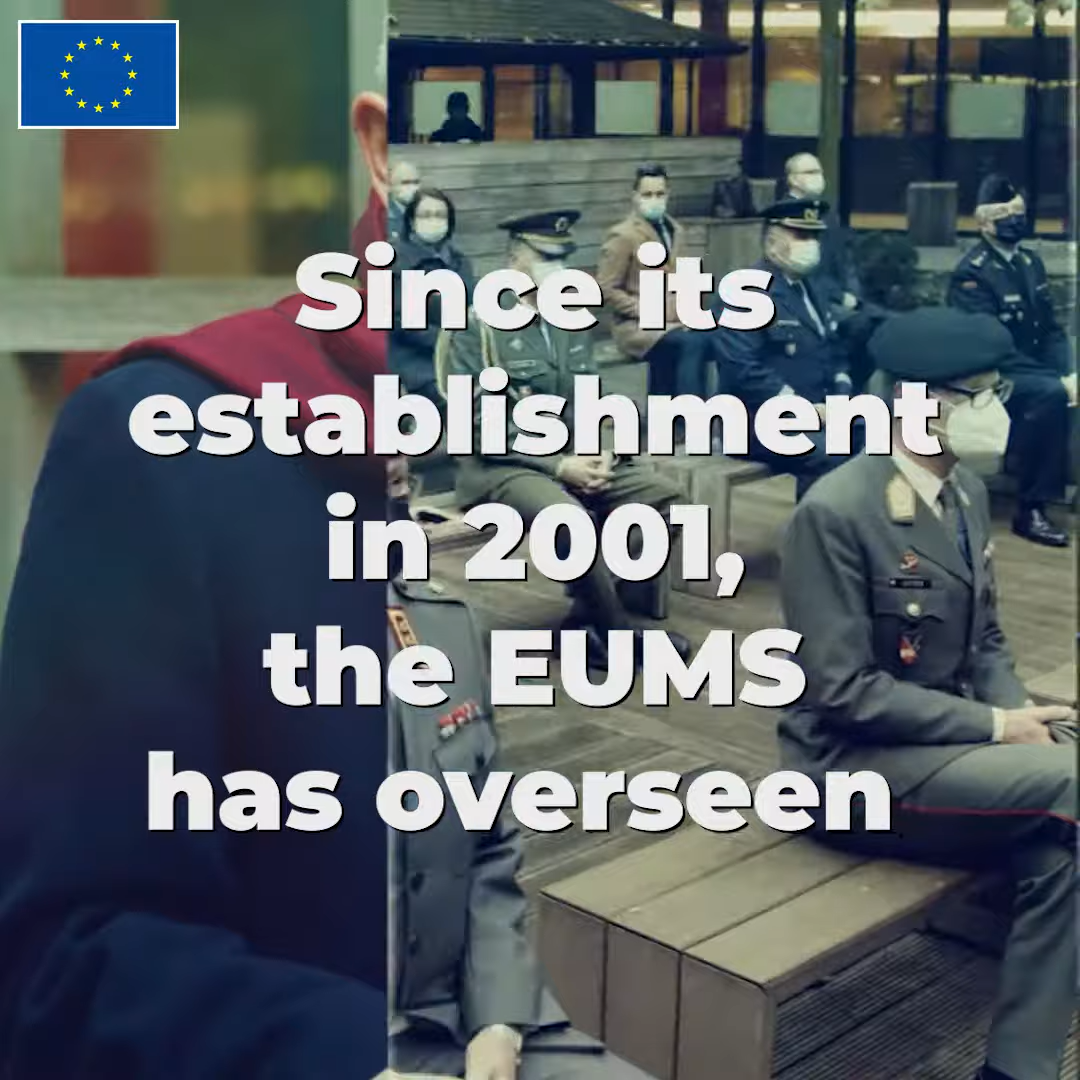 Since its
establishment
in 2001,
the EUMS
has overseen